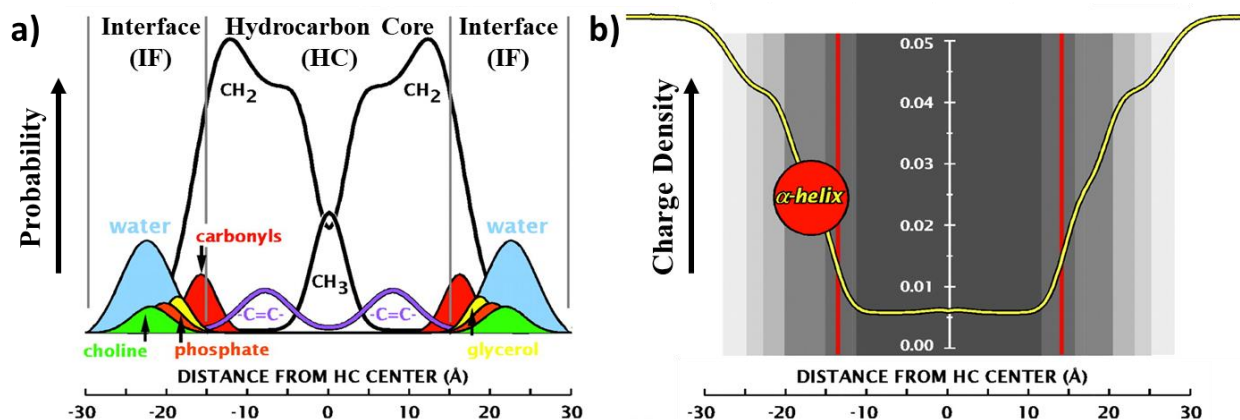 a)
Interface
(IF)
Hydrocarbon Core
(HC)
Interface
(IF)
Probability
CH2
CH2
water
water
carbonyls
CH3
-C=C-
-C=C-
choline
phosphate
glycerol
DISTANCE FROM HC CENTER (Å)
-30 -20 -10 0 10 20 30
b)
Charge Density
0.05
0.04
0.03
α-helix
0.02
0.01
0.00
DISTANCE FROM HC CENTER (Å)
-30 -20 -10 0 10 20 30